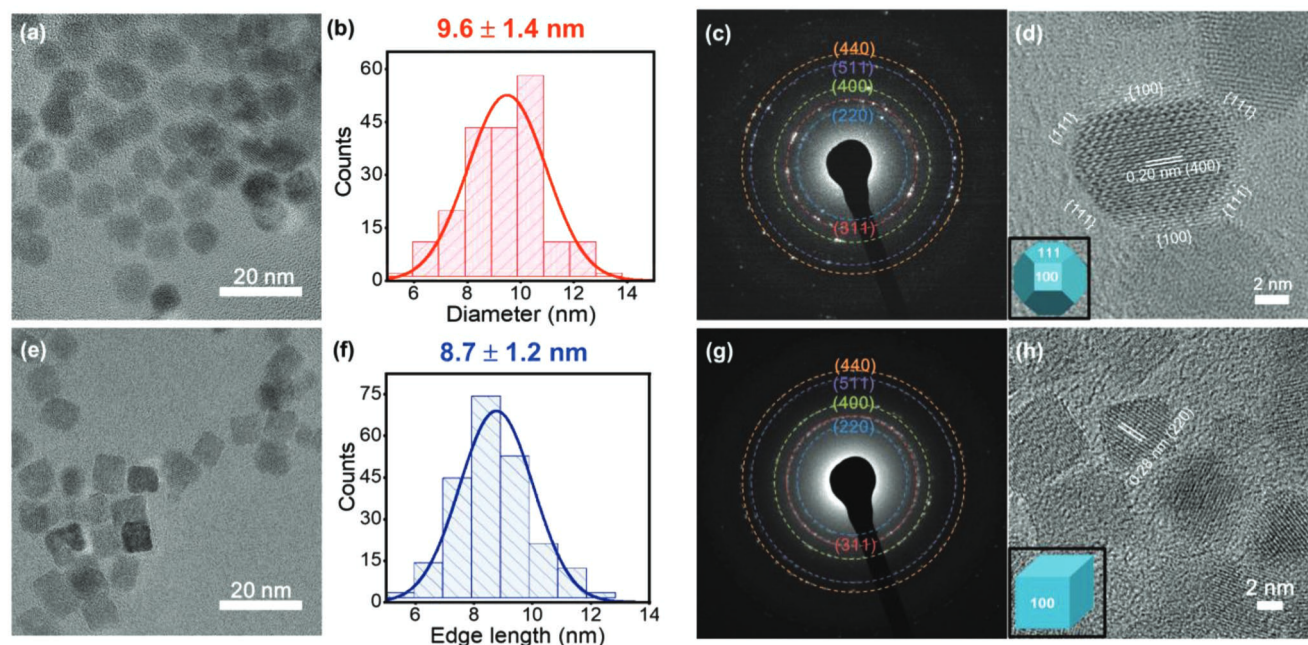 (a)
20 nm
(b)
9.6 ± 1.4 nm
Counts
60
45
30
15
0
6 8 10 12 14
Diameter (nm)
(c)
(440)
(511)
(400)
(220)
(311)
(d)
{100}
{111}
{111}
0.20 nm (400)
{111}
{111}
{100}
111
100
2 nm
(e)
20 nm
(f)
8.7 ± 1.2 nm
Counts
75
60
45
30
15
0
6 8 10 12 14
Edge length (nm)
(g)
(440)
(511)
(400)
(220)
(311)
(h)
0.28 nm (220)
100
2 nm